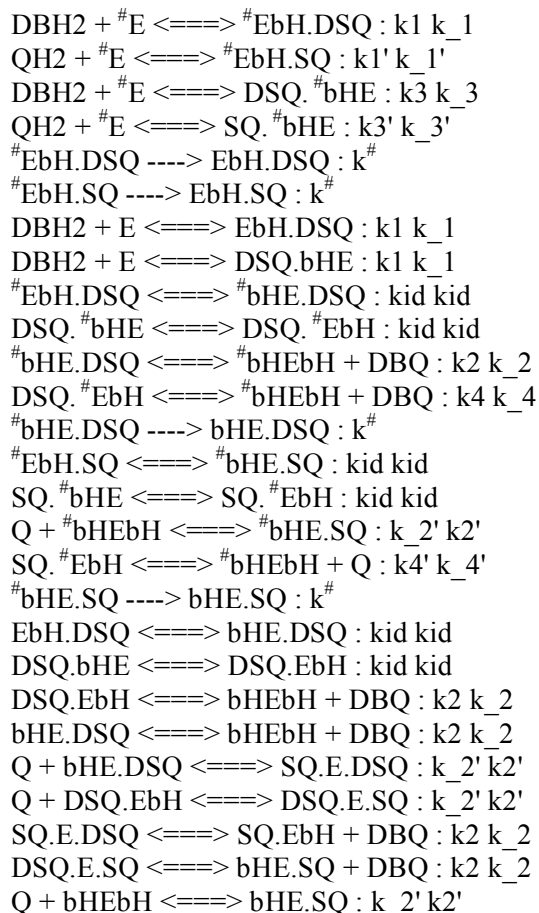 DBH2 + #E <===> #EbH.DSQ : k1 k_1
QH2 + #E <===> #EbH.SQ : k1' k_1'
DBH2 + #E <===> DSQ. #bHE : k3 k_3
QH2 + #E <===> SQ. #bHE : k3' k_3'
#EbH.DSQ ----> EbH.DSQ : k#
#EbH.SQ ----> EbH.SQ : k#
DBH2 + E <===> EbH.DSQ : k1 k_1
DBH2 + E <===> DSQ.bHE : k1 k_1
#EbH.DSQ <===> #bHE.DSQ : kid kid
DSQ. #bHE <===> DSQ. #EbH : kid kid
#bHE.DSQ <===> #bHEbH + DBQ : k2 k_2
DSQ. #EbH <===> #bHEbH + DBQ : k4 k_4
#bHE.DSQ ----> bHE.DSQ : k#
#EbH.SQ <===> #bHE.SQ : kid kid
SQ. #bHE <===> SQ. #EbH : kid kid
Q + #bHEbH <===> #bHE.SQ : k_2' k2'
SQ. #EbH <===> #bHEbH + Q : k4' k_4'
#bHE.SQ ----> bHE.SQ : k#
EbH.DSQ <===> bHE.DSQ : kid kid
DSQ.bHE <===> DSQ.EbH : kid kid
DSQ.EbH <===> bHEbH + DBQ : k2 k_2
bHE.DSQ <===> bHEbH + DBQ : k2 k_2
Q + bHE.DSQ <===> SQ.E.DSQ : k_2' k2'
Q + DSQ.EbH <===> DSQ.E.SQ : k_2' k2'
SQ.E.DSQ <===> SQ.EbH + DBQ : k2 k_2
DSQ.E.SQ <===> bHE.SQ + DBQ : k2 k_2
Q + bHEbH <===> bHE.SQ : k_2' k2'